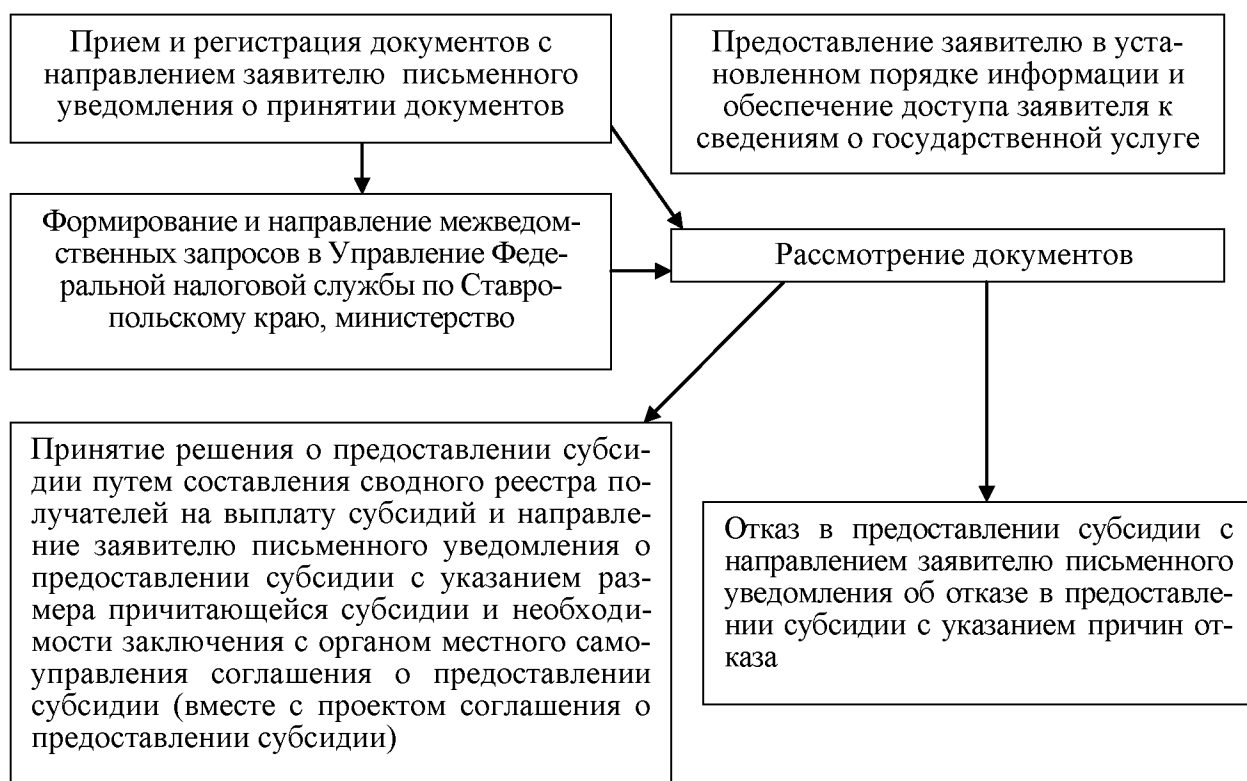 Прием и регистрация документов с
направлением заявителю письменного
уведомления о принятии документов
Предоставление заявителю в уста-
новленном порядке информации и
обеспечение доступа заявителя к
сведениям о государственной услуге
Формирование и направление межведом-
ственных запросов в Управление Феде-
ральной налоговой службы по Ставро-
польскому краю, министерство
Рассмотрение документов
Принятие решения о предоставлении субси-
дии путем составления сводного реестра по-
лучателей на выплату субсидий и направле-
ние заявителю письменного уведомления о
предоставлении субсидии с указанием раз-
мера причитающейся субсидии и необходи-
мости заключения с органом местного само-
управления соглашения о предоставлении
субсидии (вместе с проектом соглашения о
предоставлении субсидии)
Отказ в предоставлении субсидии с
направлением заявителю письменного
уведомления об отказе в предоставле-
нии субсидии с указанием причин от-
каза